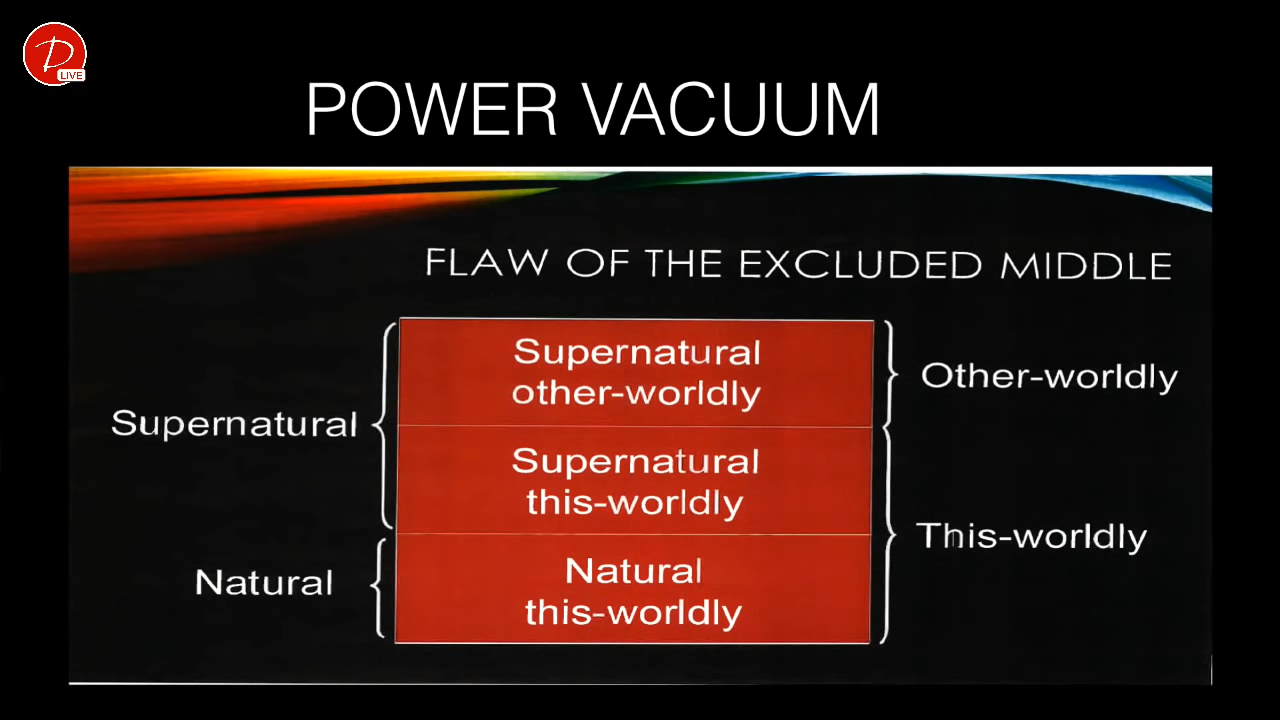 D
LIVE
POWER VACUUM
FLAW OF THE EXCLUDED MIDDLE
Supernatural
other-worldly
Other-worldly
Supernatural
Supernatural
this-worldly
This-worldly
Natural
Natural
this-worldly